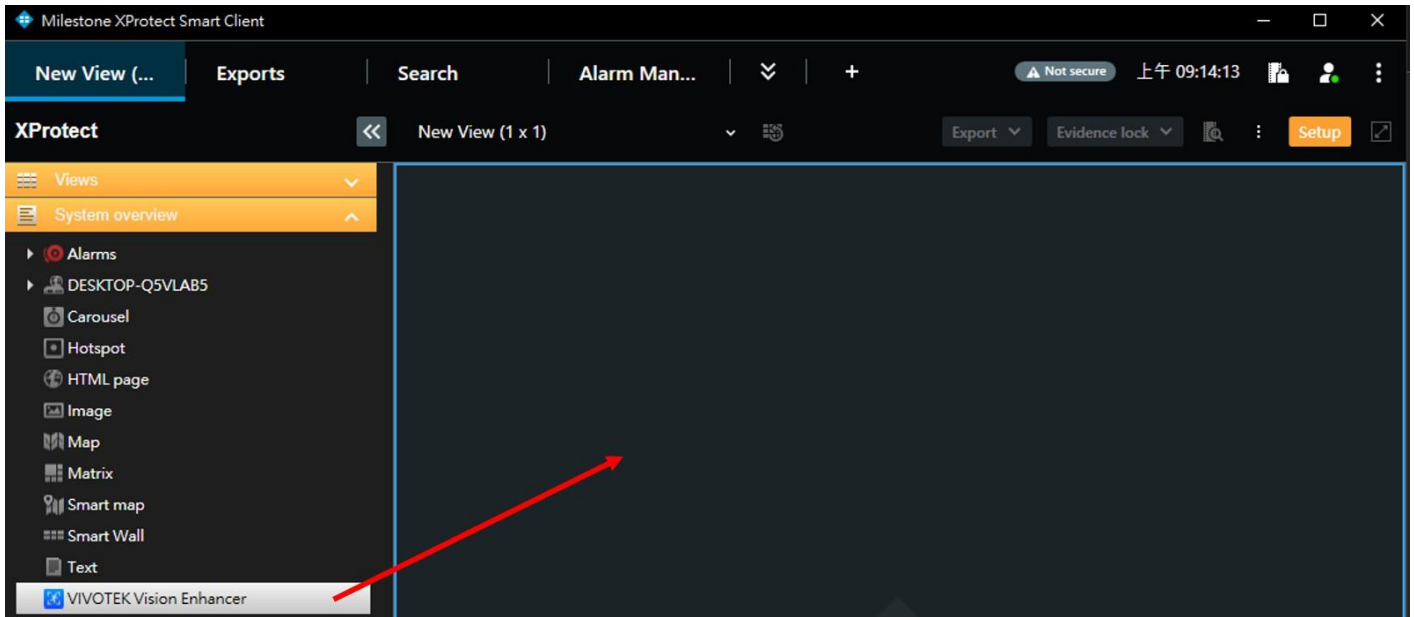 Milestone XProtect Smart Client
New View (... Exports Search Alarm Man... + Not secure 上午 09:14:13
XProtect New View (1 x 1) Export Evidence lock Setup
Views
System overview
Alarms
DESKTOP-Q5VLAB5
Carousel
Hotspot
HTML page
Image
Map
Matrix
Smart map
Smart Wall
Text
VIVOTEK Vision Enhancer